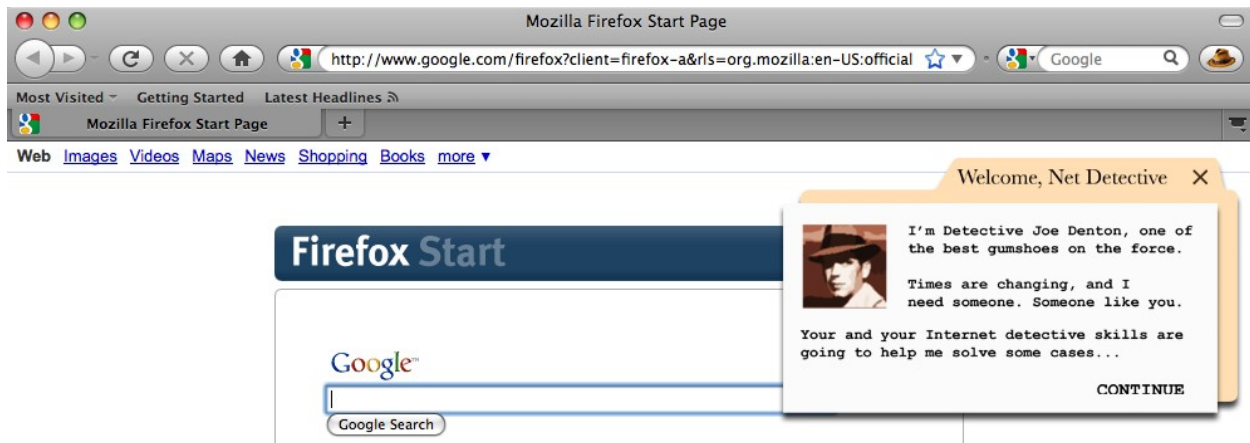 Mozilla Firefox Start Page
http://www.google.com/firefox?client=firefox-a&rls=org.mozilla:en-US:official
Google
Most Visited Getting Started Latest Headlines
Mozilla Firefox Start Page +
Web Images Videos Maps News Shopping Books more ▼
Welcome, Net Detective ×
Firefox Start
I'm Detective Joe Denton, one of
the best gumshoes on the force.
Times are changing, and I
need someone. Someone like you.
Your and your Internet detective skills are
going to help me solve some cases...
CONTINUE
Google™
Google Search